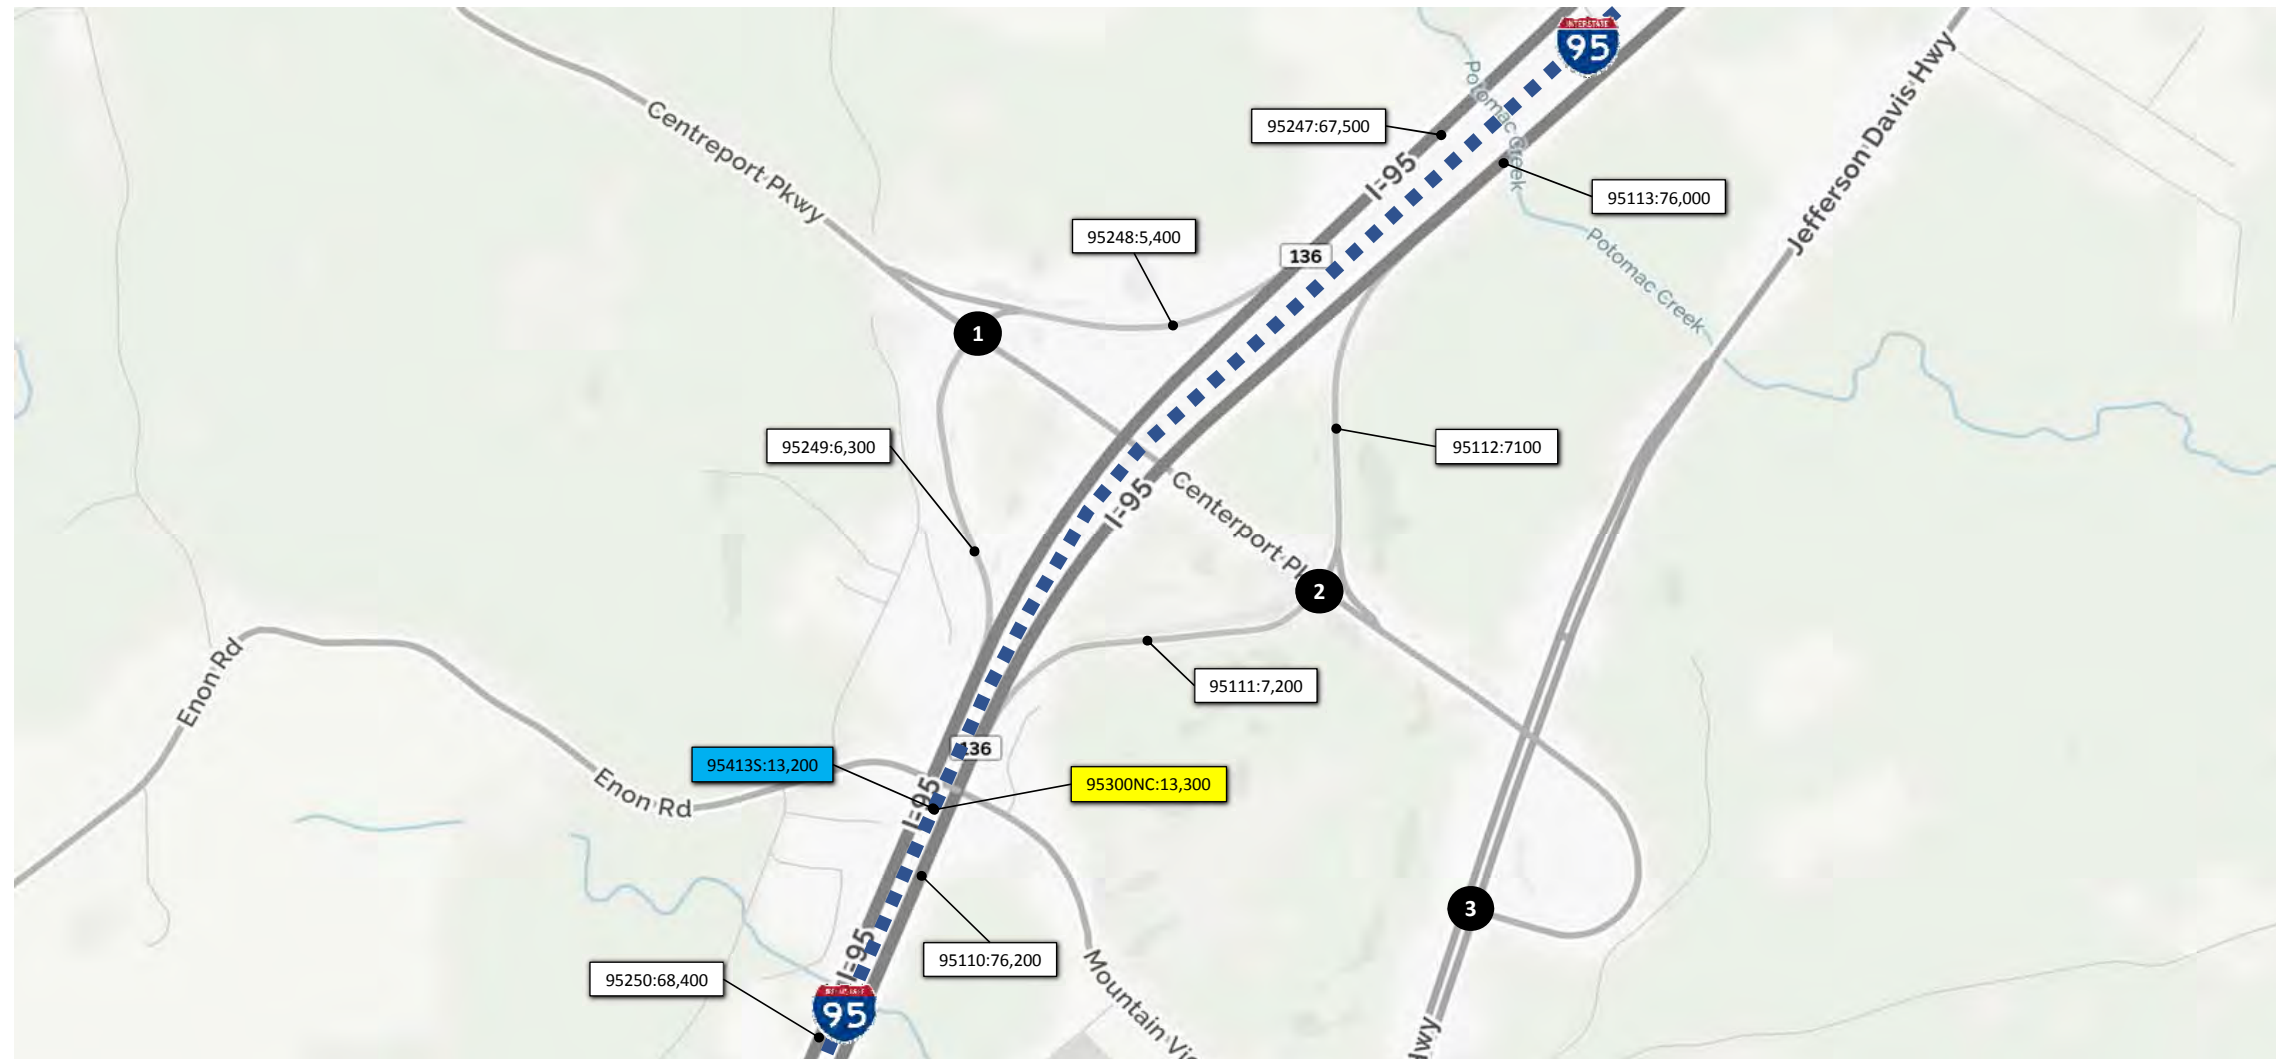 INTERSTATE
95
Jefferson Davis Hwy
Potomac Creek
Centreport Pkwy
95247:67,500
I-95
95113:76,000
95248:5,400
136
Potomac Creek
1
95249:6,300
95112:7100
I-95
Centerport
2
95111:7,200
Enon Rd
136
95413S:13,200
95300NC:13,300
Enon Rd
I-95
3
95110:76,200
I-95
95250:68,400
Mountain
95
Hwy